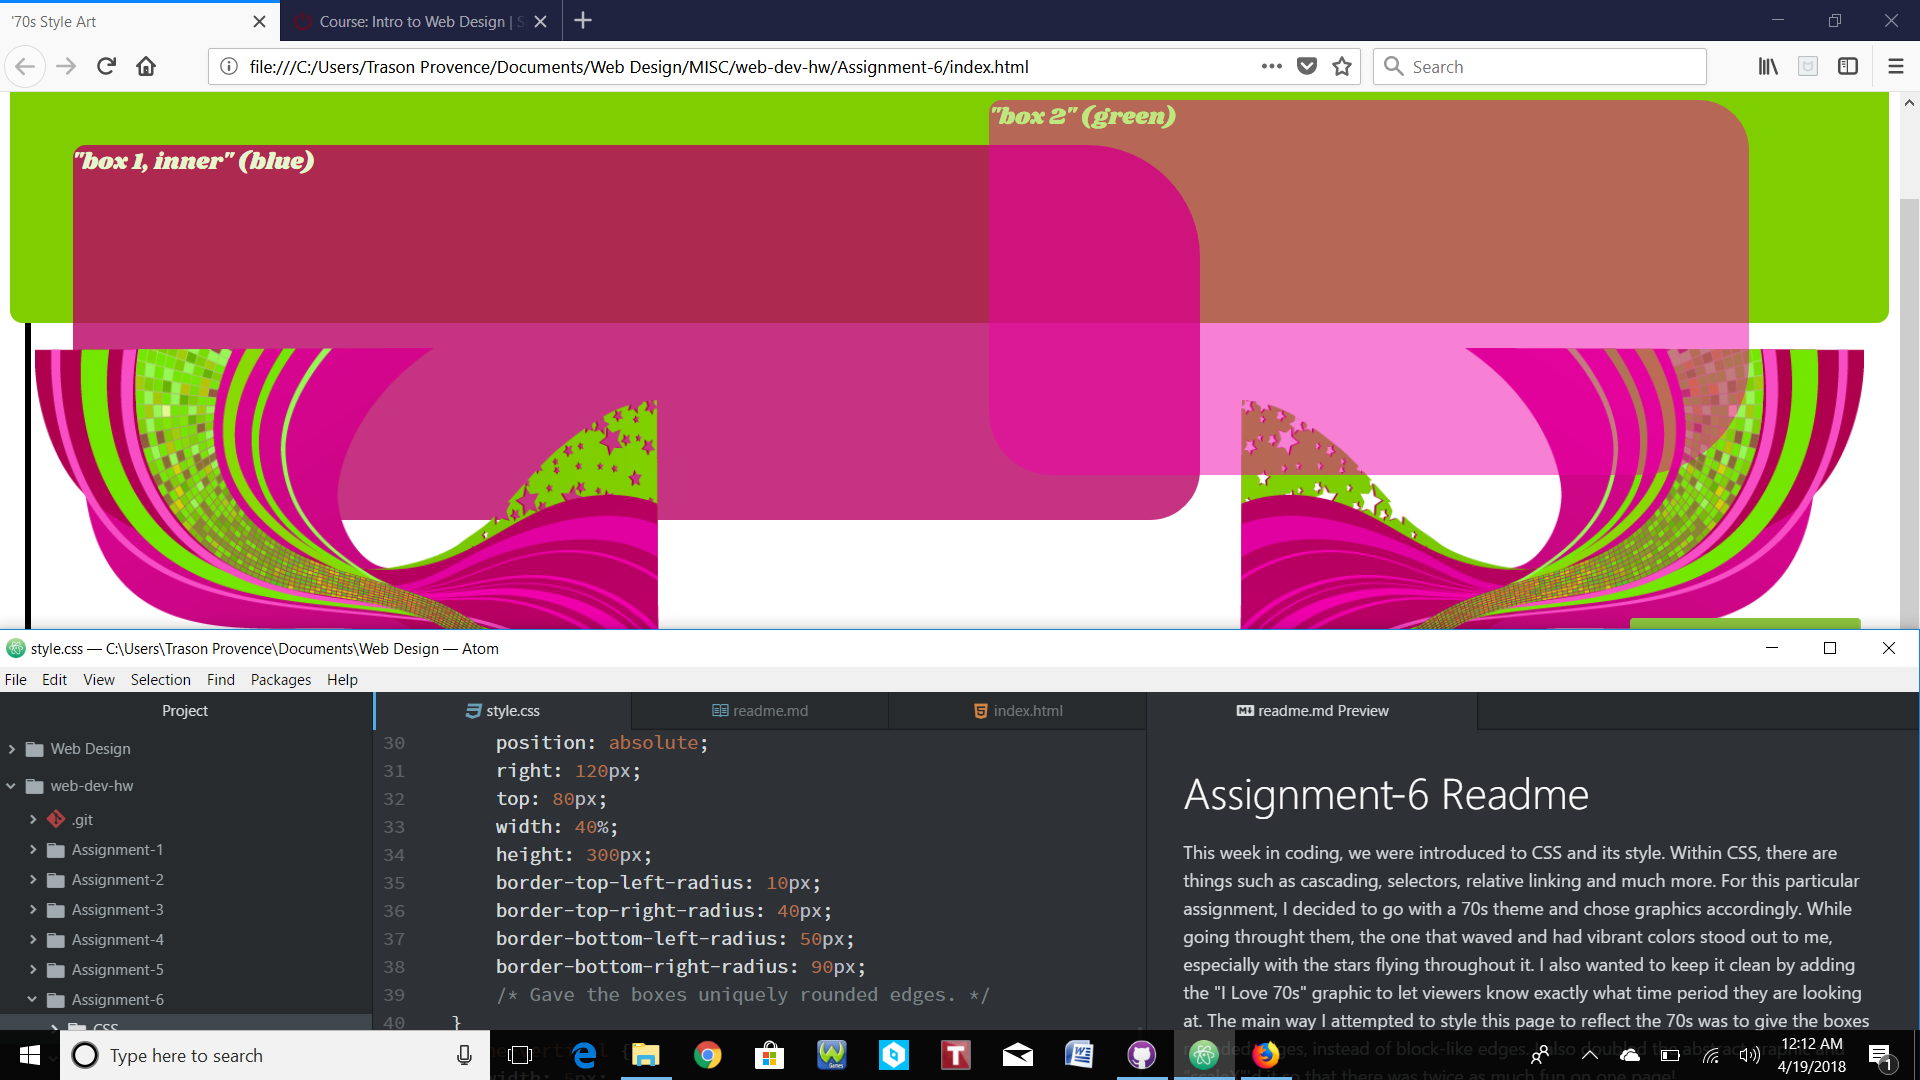 '70s Style Art
Course: Intro to Web Design | S
file:///C:/Users/Trason Provence/Documents/Web Design/MISC/web-dev-hw/Assignment-6/index.html
Search
"box 2" (green)
"box 1, inner" (blue)
style.css — C:\Users\Trason Provence\Documents\Web Design — Atom
File Edit View Selection Find Packages Help
Project
Web Design
web-dev-hw
.git
Assignment-1
Assignment-2
Assignment-3
Assignment-4
Assignment-5
Assignment-6
CSS
style.css
readme.md
index.html
readme.md Preview
30 position: absolute;
31 right: 120px;
32 top: 80px;
33 width: 40%;
34 height: 300px;
35 border-top-left-radius: 10px;
36 border-top-right-radius: 40px;
37 border-bottom-left-radius: 50px;
38 border-bottom-right-radius: 90px;
39 /* Gave the boxes uniquely rounded edges. */
40 }
width: 5px;
Assignment-6 Readme
This week in coding, we were introduced to CSS and its style. Within CSS, there are
things such as cascading, selectors, relative linking and much more. For this particular
assignment, I decided to go with a 70s theme and chose graphics accordingly. While
going throught them, the one that waved and had vibrant colors stood out to me,
especially with the stars flying throughout it. I also wanted to keep it clean by adding
the "I Love 70s" graphic to let viewers know exactly what time period they are looking
at. The main way I attempted to style this page to reflect the 70s was to give the boxes
edges, instead of block-like edges. I also doubled the abstract graphic and
so that there was twice as much fun on one page!
Type here to search
12:12 AM
4/19/2018
1